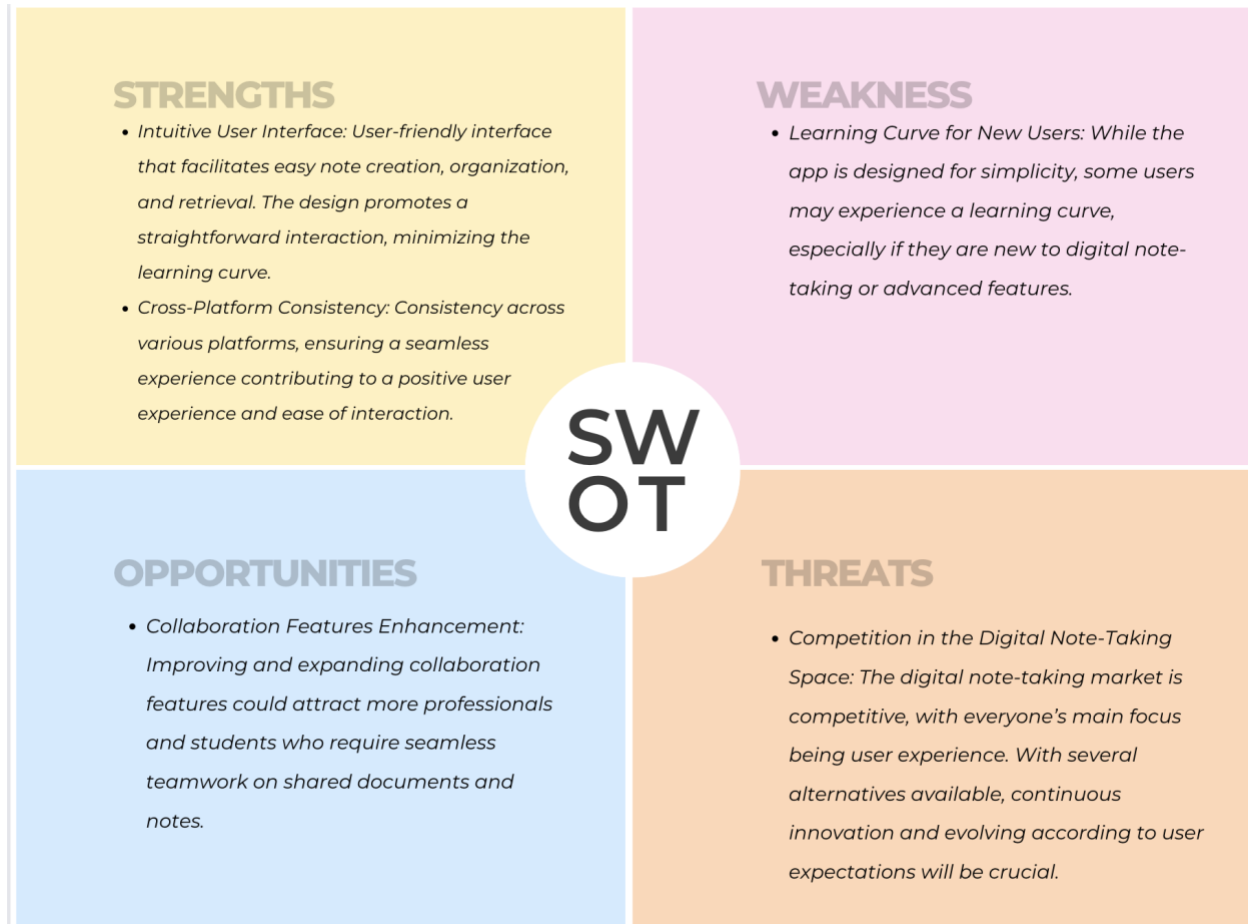 STRENGTHS
• Intuitive User Interface: User-friendly interface
that facilitates easy note creation, organization,
and retrieval. The design promotes a
straightforward interaction, minimizing the
learning curve.
• Cross-Platform Consistency: Consistency across
various platforms, ensuring a seamless
experience contributing to a positive user
experience and ease of interaction.
WEAKNESS
• Learning Curve for New Users: While the
app is designed for simplicity, some users
may experience a learning curve,
especially if they are new to digital note-
taking or advanced features.
SW
OT
OPPORTUNITIES
• Collaboration Features Enhancement:
Improving and expanding collaboration
features could attract more professionals
and students who require seamless
teamwork on shared documents and
notes.
THREATS
• Competition in the Digital Note-Taking
Space: The digital note-taking market is
competitive, with everyone’s main focus
being user experience. With several
alternatives available, continuous
innovation and evolving according to user
expectations will be crucial.